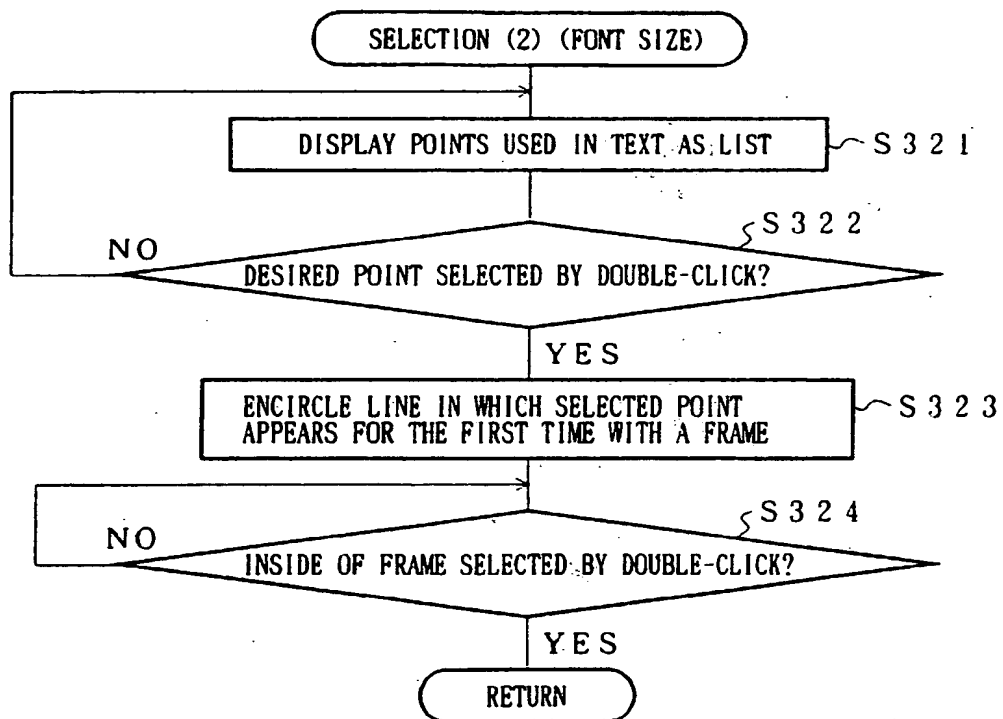 SELECTION (2) (FONT SIZE)
DISPLAY POINTS USED IN TEXT AS LIST
S321
S322
NO
DESIRED POINT SELECTED BY DOUBLE-CLICK?
YES
ENCIRCLE LINE IN WHICH SELECTED POINT
APPEARS FOR THE FIRST TIME WITH A FRAME
S323
S324
NO
INSIDE OF FRAME SELECTED BY DOUBLE-CLICK?
YES
RETURN